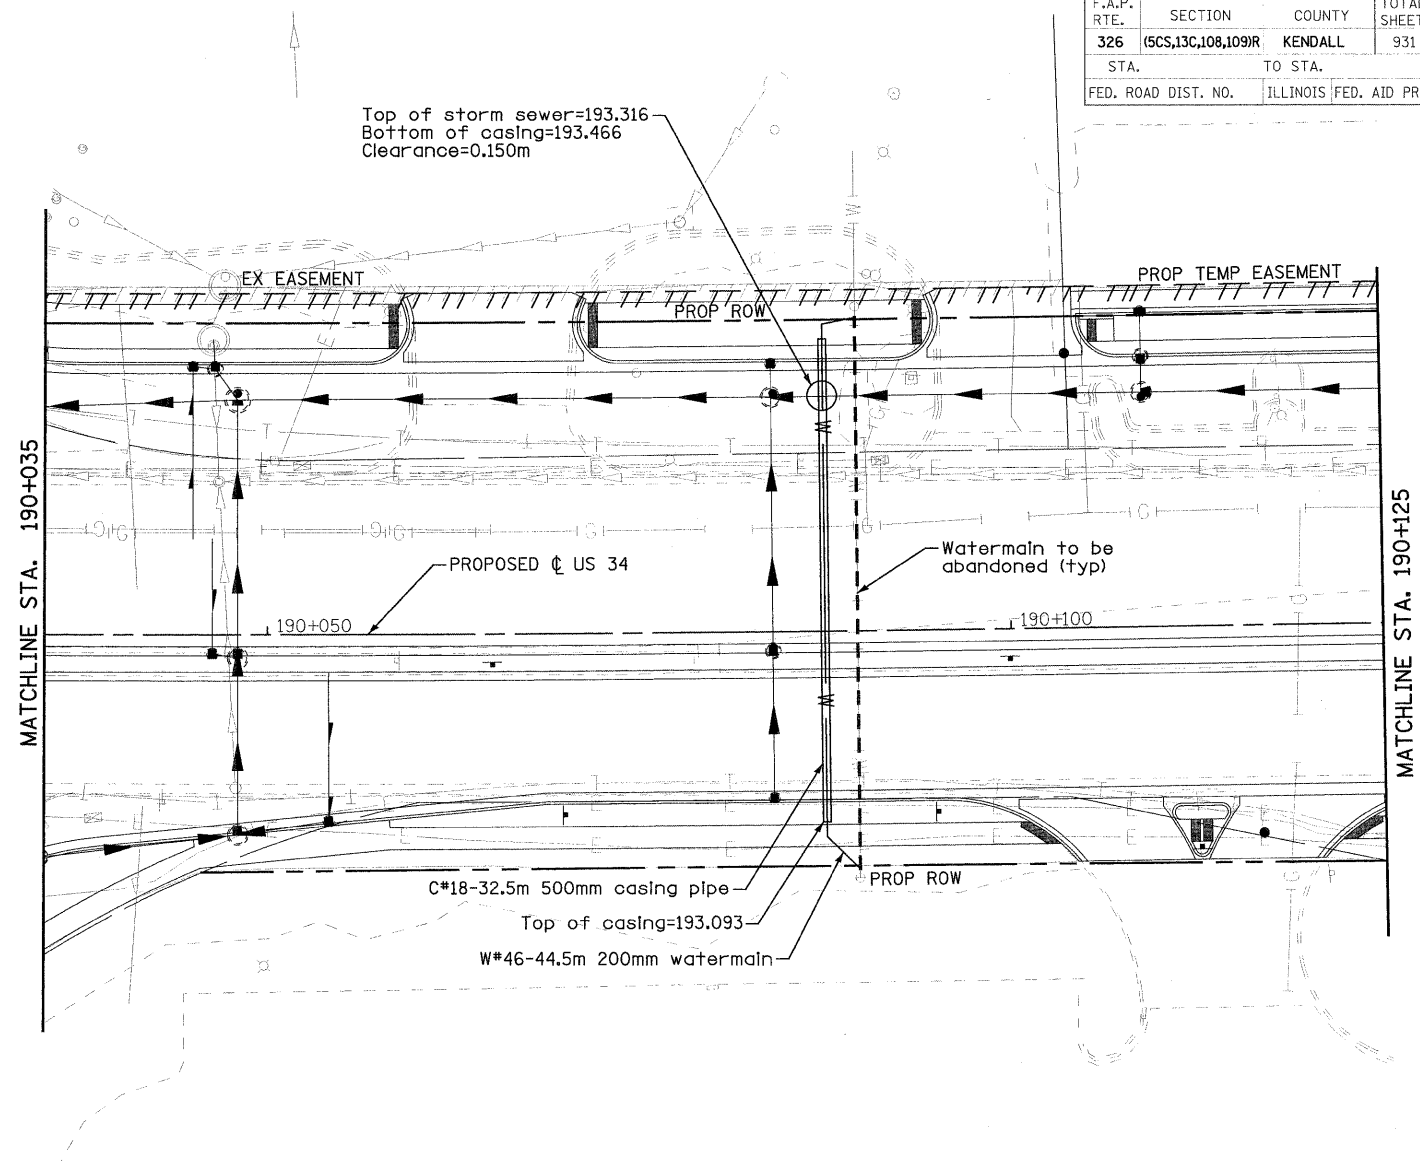 F.A.P.
RTE.
SECTION
COUNTY
TOTAL
SHEET
326
(5CS,13C,108,109)R
KENDALL
931
STA.
TO STA.
FED. ROAD DIST. NO.
ILLINOIS
FED. AID PR
Top of storm sewer=193.316
Bottom of casing=193.466
Clearance=0.150m
EX EASEMENT
PROP TEMP EASEMENT
PROP ROW
MATCHLINE STA. 190+035
MATCHLINE STA. 190+125
Watermain to be
abandoned (typ)
PROPOSED ℄ US 34
190+050
190+100
C#18-32.5m 500mm casing pipe
PROP ROW
Top of casing=193.093
W#46-44.5m 200mm watermain